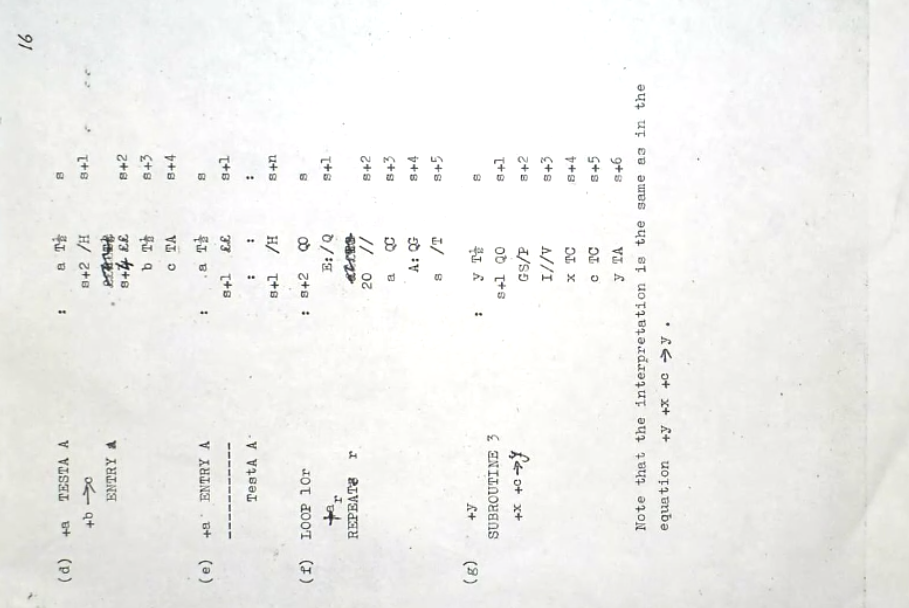 16
(d) +a TESTA A : a T½ s
+b →c s+2 /H s+1
ENTRY A s+4 ££ s+2
b T½ s+3
c TA s+4
(e) +a ENTRY A : a T½ s
----------- s+1 ££ s+1
: : :
TestA A s+1 /H s+n
(f) LOOP 10r : s+2 QO s
+a r E:/Q s+1
REPEAT r 20 // s+2
a QG s+3
A: QG s+4
s /T s+5
(g) +y : y T½ s
SUBROUTINE 3 s+1 QO s+1
+x +c →y GS/P s+2
I//V s+3
x TC s+4
c TC s+5
y TA s+6
Note that the interpretation is the same as in the
equation +y +x +c →y.